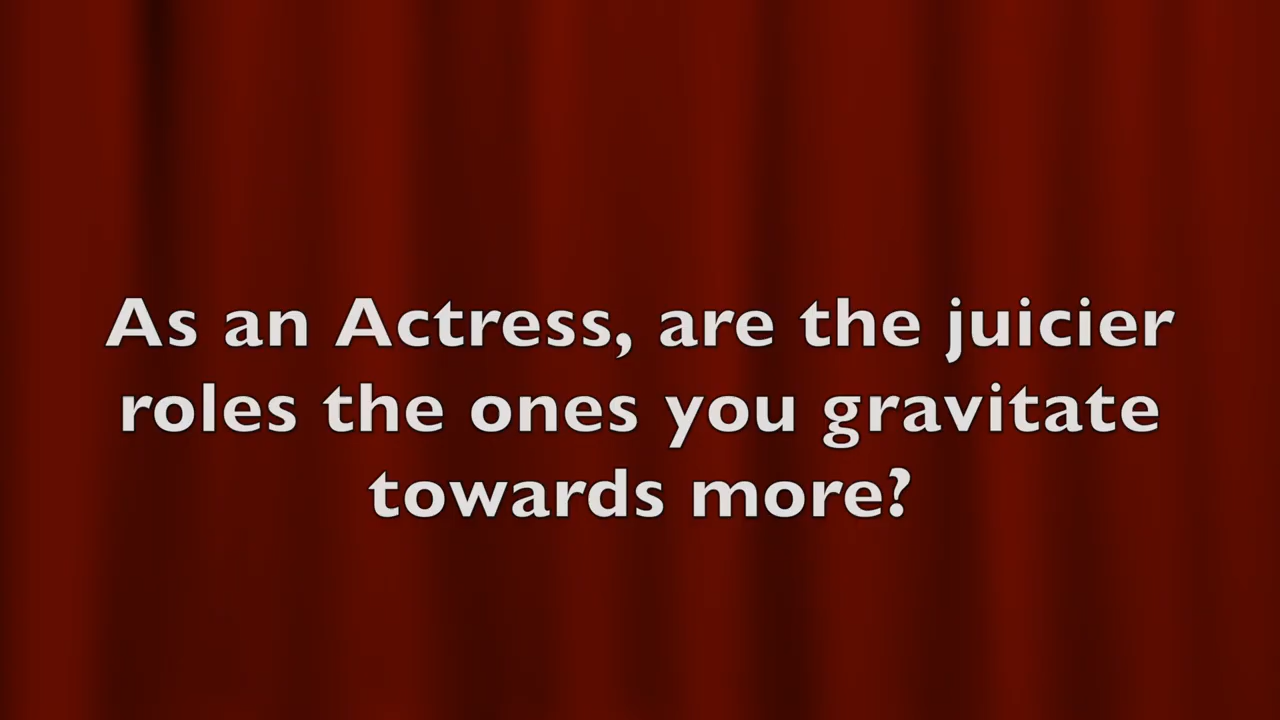 As an Actress, are the juicier
roles the ones you gravitate
towards more?